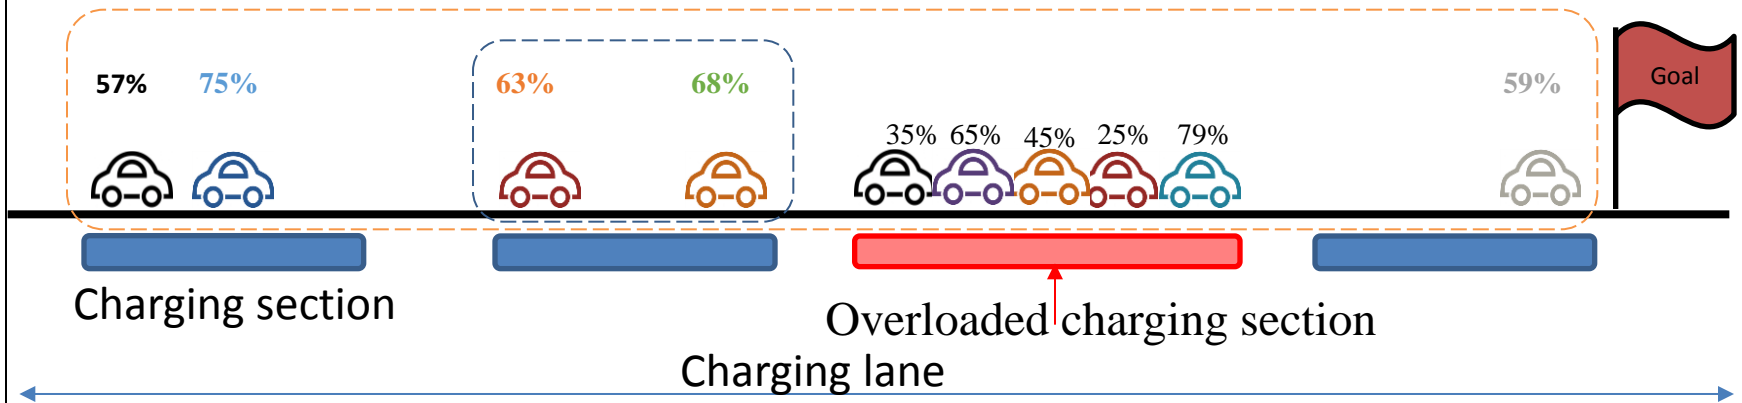 57% 75% 63% 68% 59% Goal
35% 65% 45% 25% 79%
Charging section
Overloaded charging section
Charging lane